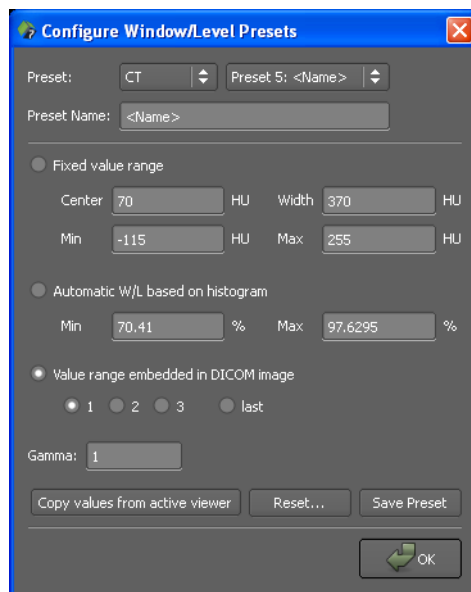 Configure Window/Level Presets
Preset: CT Preset 5: <Name>
Preset Name: <Name>
Fixed value range
Center 70 HU Width 370 HU
Min -115 HU Max 255 HU
Automatic W/L based on histogram
Min 70.41 % Max 97.6295 %
Value range embedded in DICOM image
1 2 3 last
Gamma: 1
Copy values from active viewer Reset... Save Preset
OK